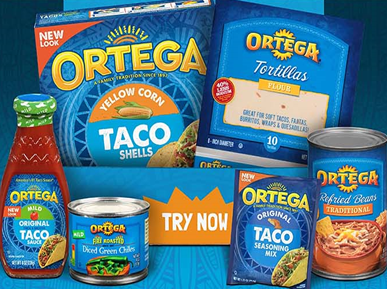 NEW
LOOK
ORTEGA
A FAMILY TRADITION SINCE 1897
YELLOW CORN
TACO
SHELLS
ORTEGA
Tortillas
FLOUR
GREAT FOR SOFT TACOS, FAJITAS,
BURRITOS, WRAPS & QUESADILLAS!
10
ORTEGA
MILD
ORIGINAL
TACO
SAUCE
ORTEGA
MILD
FIRE ROASTED
Diced Green Chiles
TRY NOW
ORTEGA
ORIGINAL
TACO
SEASONING
MIX
ORTEGA
Refried Beans
TRADITIONAL